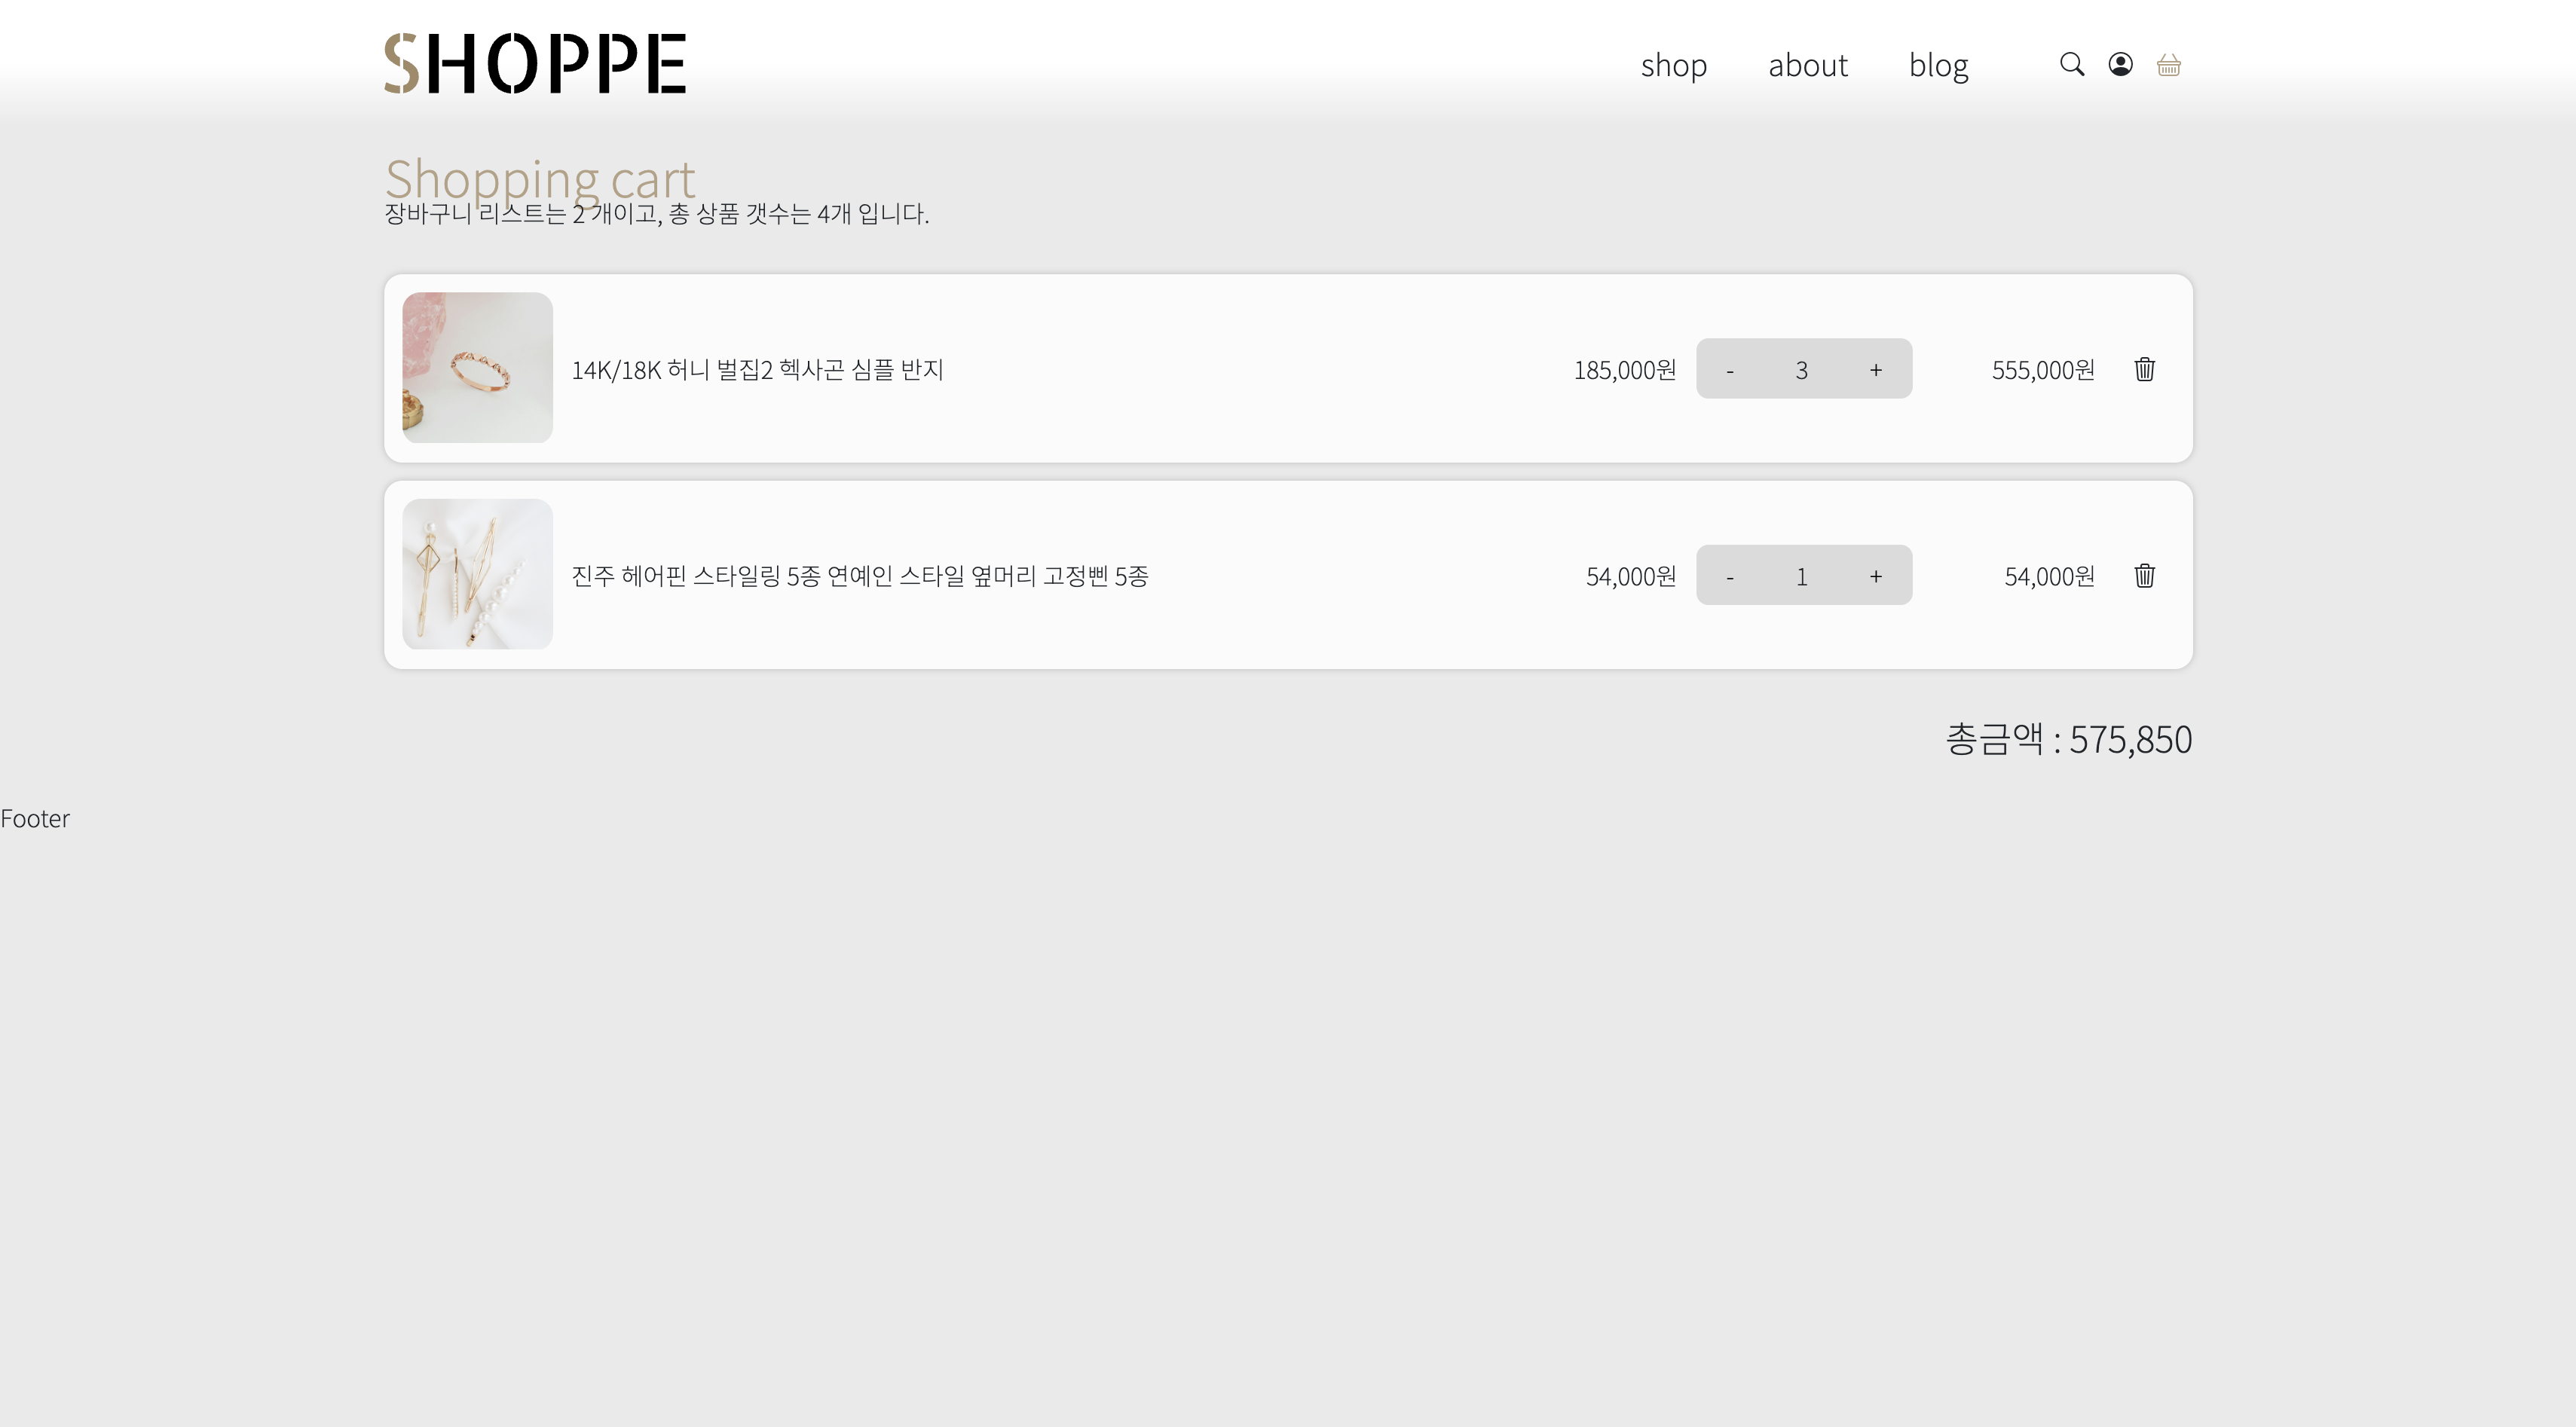 SHOPPE
shop about blog
Shopping cart
장바구니 리스트는 2 개이고, 총 상품 갯수는 4개 입니다.
14K/18K 허니 벌집2 헥사곤 심플 반지 185,000원 - 3 + 555,000원
진주 헤어핀 스타일링 5종 연예인 스타일 옆머리 고정삔 5종 54,000원 - 1 + 54,000원
총금액 : 575,850
Footer